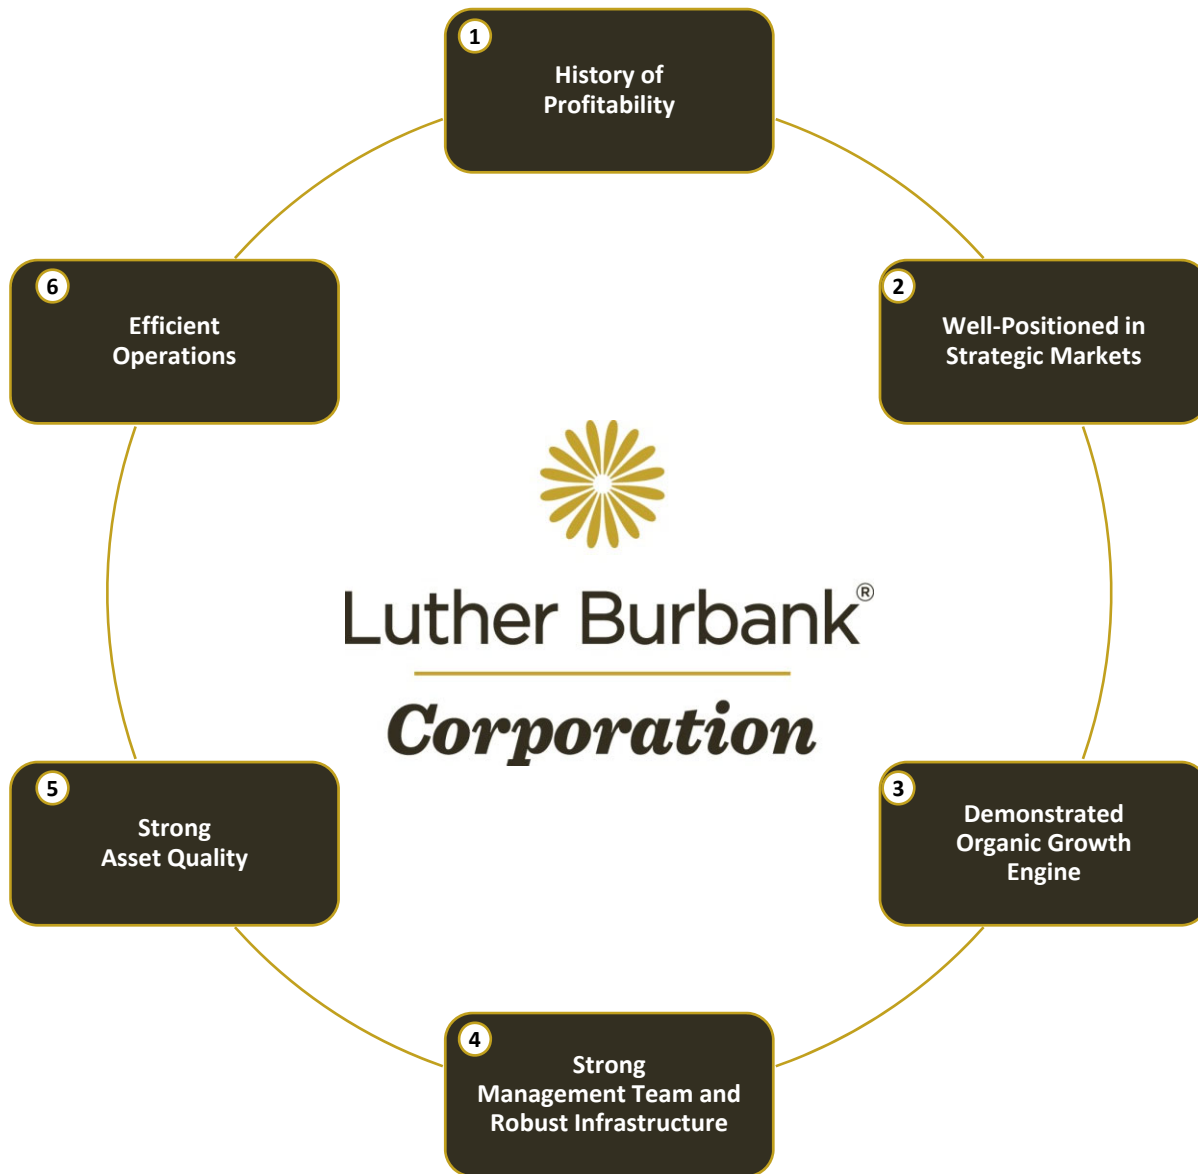 1
History of
Profitability
2
Well-Positioned in
Strategic Markets
3
Demonstrated
Organic Growth
Engine
4
Strong
Management Team and
Robust Infrastructure
5
Strong
Asset Quality
6
Efficient
Operations
Luther Burbank®
Corporation